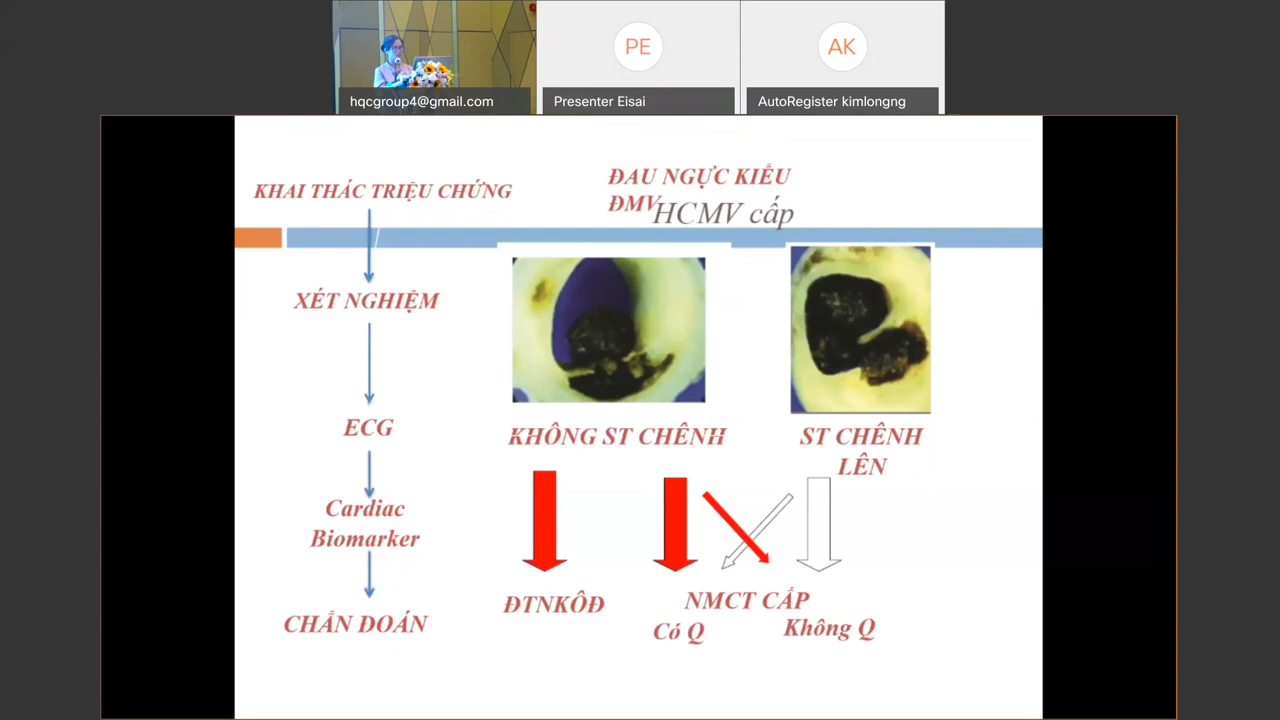 PE
AK
hqcgroup4@gmail.com
Presenter Eisai
AutoRegister kimlongng
KHAI THÁC TRIỆU CHỨNG
ĐAU NGỰC KIỂU
ĐMV
HCMV cấp
XÉT NGHIỆM
ECG
KHÔNG ST CHÊNH
ST CHÊNH
LÊN
Cardiac
Biomarker
CHẨN ĐOÁN
ĐTNKÔĐ
NMCT CẤP
Có Q
Không Q